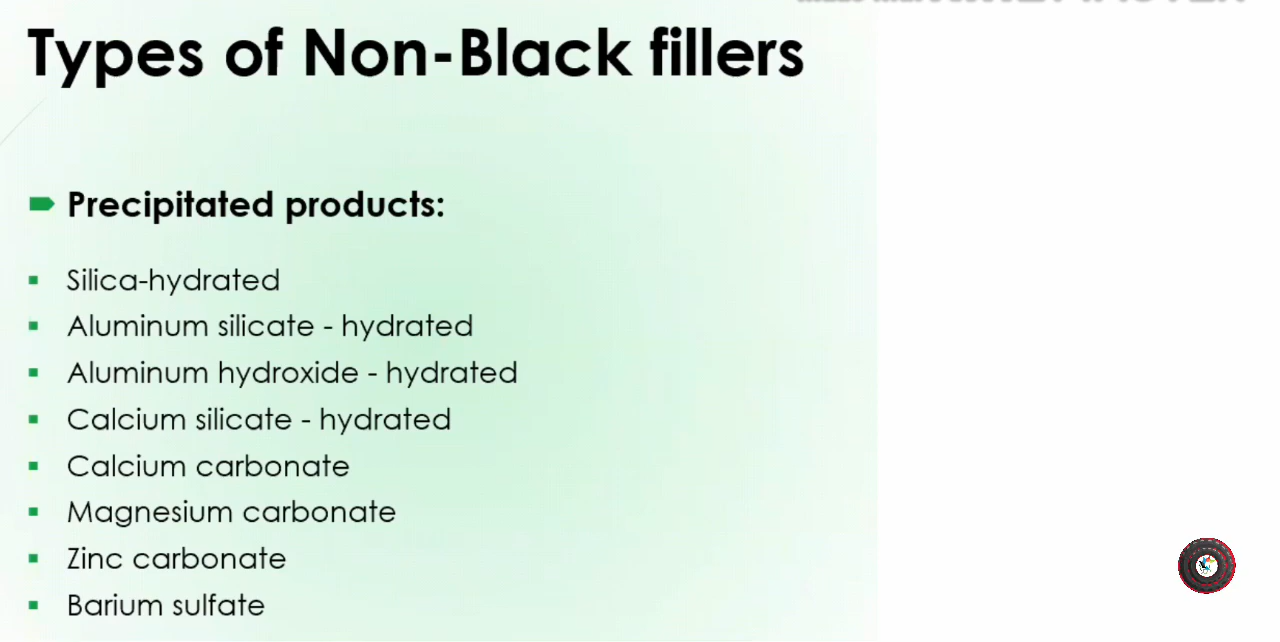 Types of Non-Black fillers
Precipitated products:
Silica-hydrated
Aluminum silicate - hydrated
Aluminum hydroxide - hydrated
Calcium silicate - hydrated
Calcium carbonate
Magnesium carbonate
Zinc carbonate
Barium sulfate